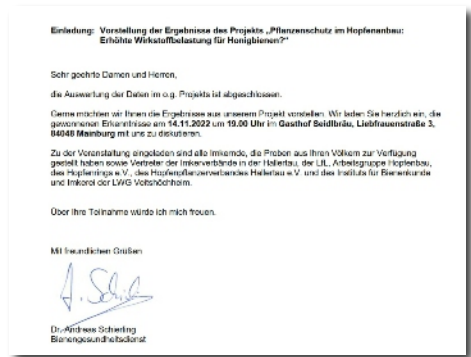 Einladung: Vorstellung der Ergebnisse des Projekts „Pflanzenschutz im Hopfenanbau:
Erhöhte Wirkstoffbelastung für Honigbienen?“
Sehr geehrte Damen und Herren,
die Auswertung der Daten im o.g. Projekts ist abgeschlossen.
Gerne möchten wir Ihnen die Ergebnisse aus unserem Projekt vorstellen. Wir laden Sie herzlich ein, die
gewonnenen Erkenntnisse am 14.11.2022 um 19.00 Uhr im Gasthof Seidlbräu, Liebfrauenstraße 3,
84048 Mainburg mit uns zu diskutieren.
Zu der Veranstaltung eingeladen sind alle Imkernde, die Proben aus Ihren Völkern zur Verfügung
gestellt haben sowie Vertreter der Imkerverbände in der Hallertau, der LfL, Arbeitsgruppe Hopfenbau,
des Hopfenrings e.V., des Hopfenpflanzerverbandes Hallertau e.V. und des Instituts für Bienenkunde
und Imkerei der LWG Veitshöchheim.
Über Ihre Teilnahme würde ich mich freuen.
Mit freundlichen Grüßen
Dr. Andreas Schierling
Bienengesundheitsdienst